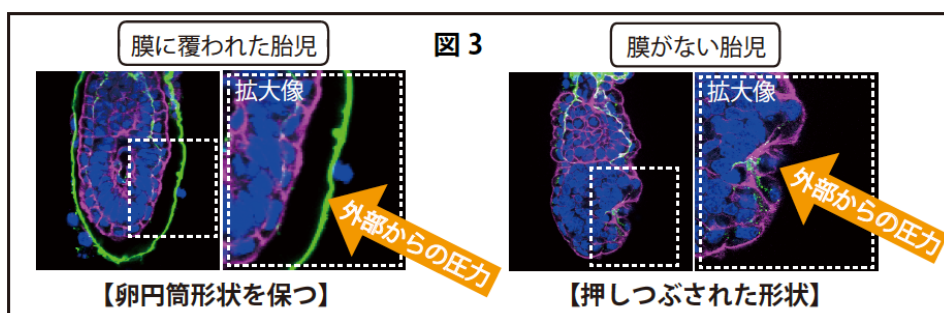 図3
膜に覆われた胎児
拡大像
外部からの圧力
【卵円筒形状を保つ】
膜がない胎児
拡大像
外部からの圧力
【押しつぶされた形状】